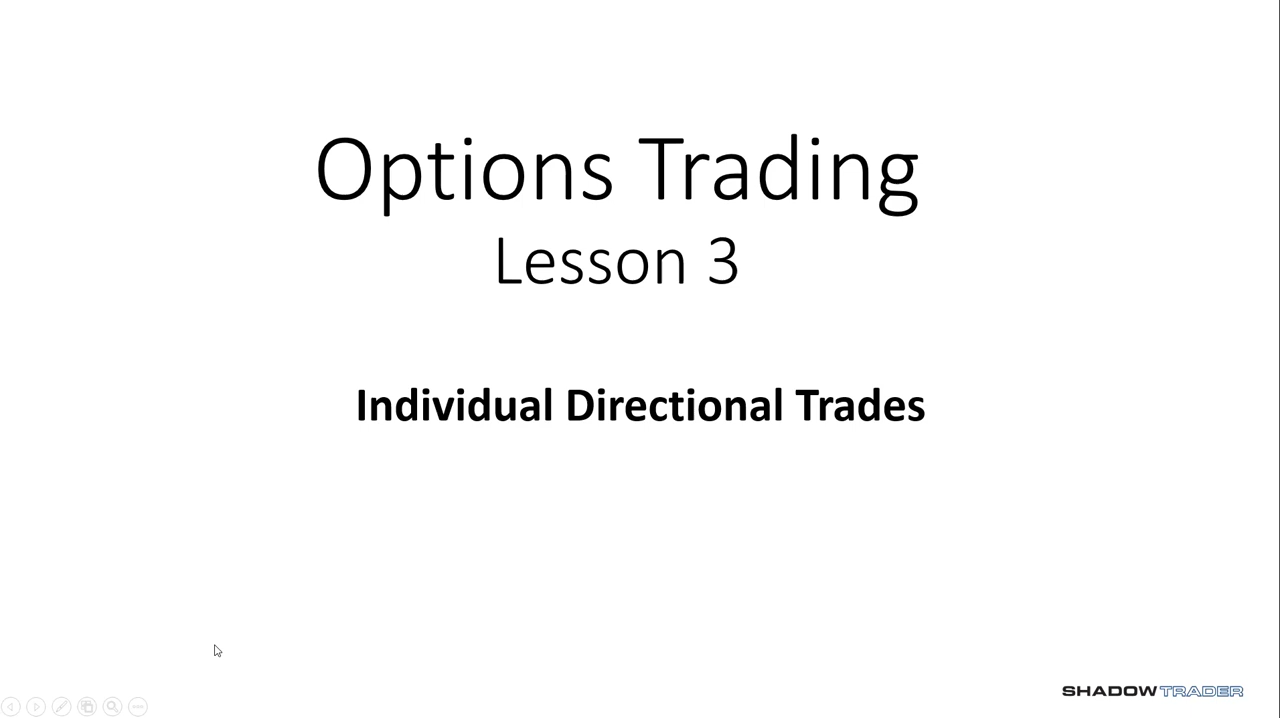 Options Trading
Lesson 3
Individual Directional Trades
SHADOWTRADER